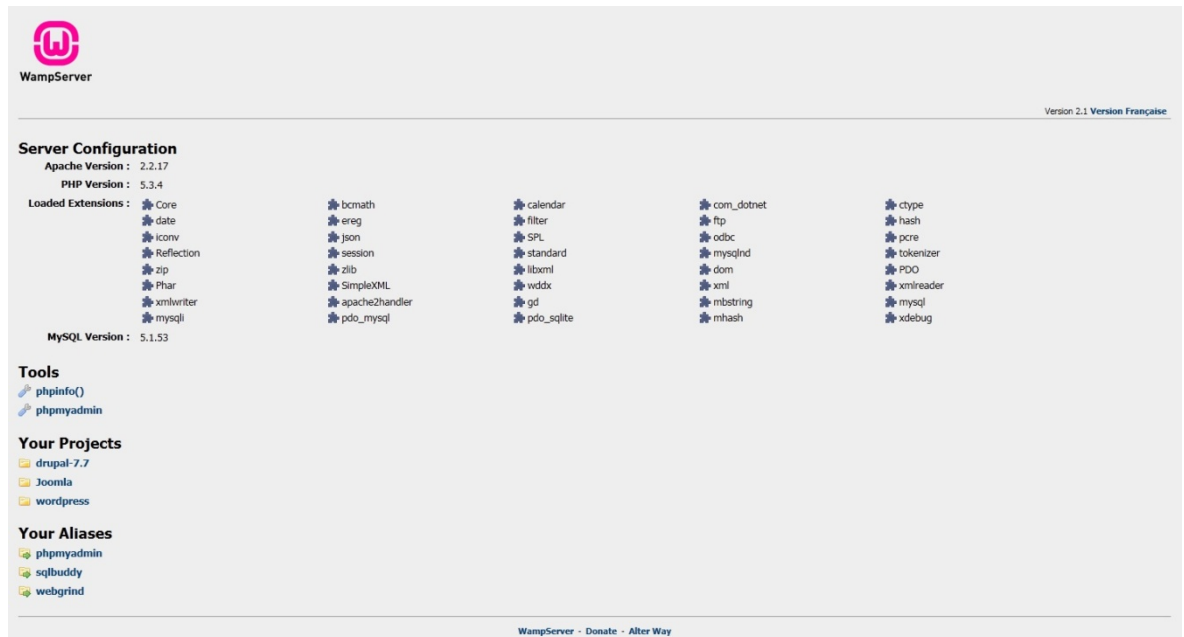 WampServer
Version 2.1 Version Française
Server Configuration
Apache Version : 2.2.17
PHP Version : 5.3.4
Loaded Extensions : Core bcmath calendar com_dotnet ctype
date ereg filter ftp hash
iconv json SPL odbc pcre
Reflection session standard mysqlnd tokenizer
zip zlib libxml dom PDO
Phar SimpleXML wddx xml xmlreader
xmlwriter apache2handler gd mbstring mysql
mysqli pdo_mysql pdo_sqlite mhash xdebug
MySQL Version : 5.1.53
Tools
phpinfo()
phpmyadmin
Your Projects
drupal-7.7
Joomla
wordpress
Your Aliases
phpmyadmin
sqlbuddy
webgrind
WampServer - Donate - Alter Way